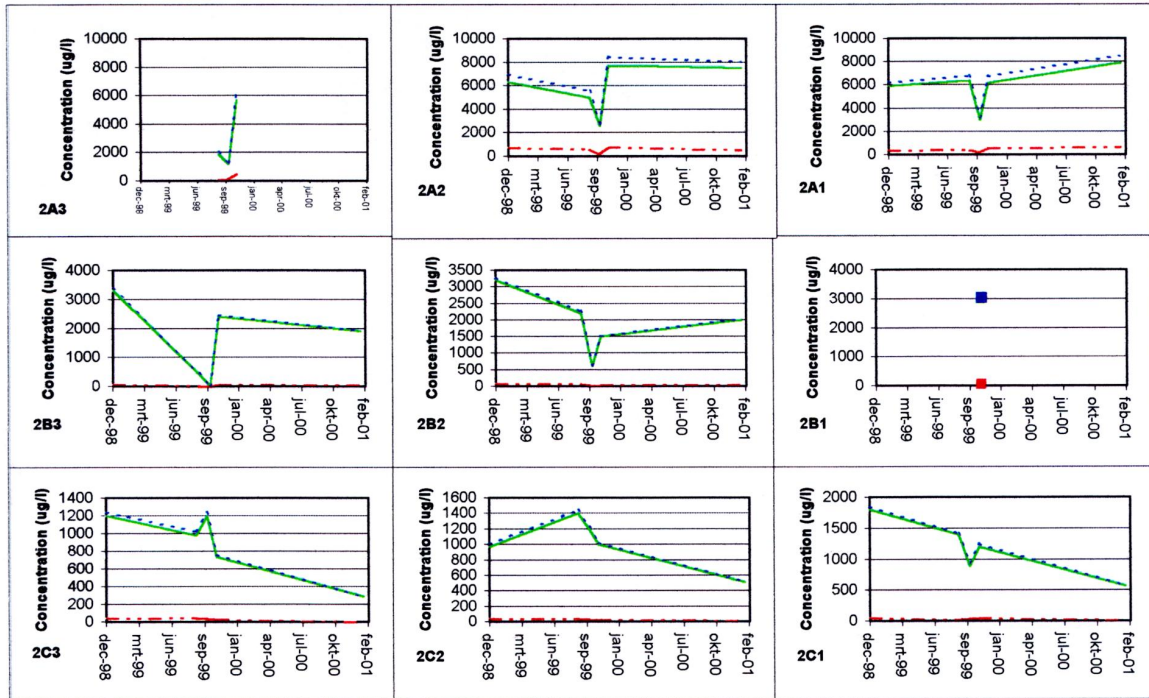 Concentration (ug/l)
10000
8000
6000
4000
2000
0
dec-98
mrt-99
jun-99
sep-99
jan-00
apr-00
jul-00
okt-00
feb-01
2A3
Concentration (ug/l)
10000
8000
6000
4000
2000
0
dec-98
mrt-99
jun-99
sep-99
jan-00
apr-00
jul-00
okt-00
feb-01
2A2
Concentration (ug/l)
10000
8000
6000
4000
2000
0
dec-98
mrt-99
jun-99
sep-99
jan-00
apr-00
jul-00
okt-00
feb-01
2A1
Concentration (ug/l)
4000
3000
2000
1000
0
dec-98
mrt-99
jun-99
sep-99
jan-00
apr-00
jul-00
okt-00
feb-01
2B3
Concentration (ug/l)
3500
3000
2500
2000
1500
1000
500
0
dec-98
mrt-99
jun-99
sep-99
jan-00
apr-00
jul-00
okt-00
feb-01
2B2
Concentration (ug/l)
4000
3000
2000
1000
0
dec-98
mrt-99
jun-99
sep-99
jan-00
apr-00
jul-00
okt-00
feb-01
2B1
Concentration (ug/l)
1400
1200
1000
800
600
400
200
0
dec-98
mrt-99
jun-99
sep-99
jan-00
apr-00
jul-00
okt-00
feb-01
2C3
Concentration (ug/l)
1600
1400
1200
1000
800
600
400
200
0
dec-98
mrt-99
jun-99
sep-99
jan-00
apr-00
jul-00
okt-00
feb-01
2C2
Concentration (ug/l)
2000
1500
1000
500
0
dec-98
mrt-99
jun-99
sep-99
jan-00
apr-00
jul-00
okt-00
feb-01
2C1